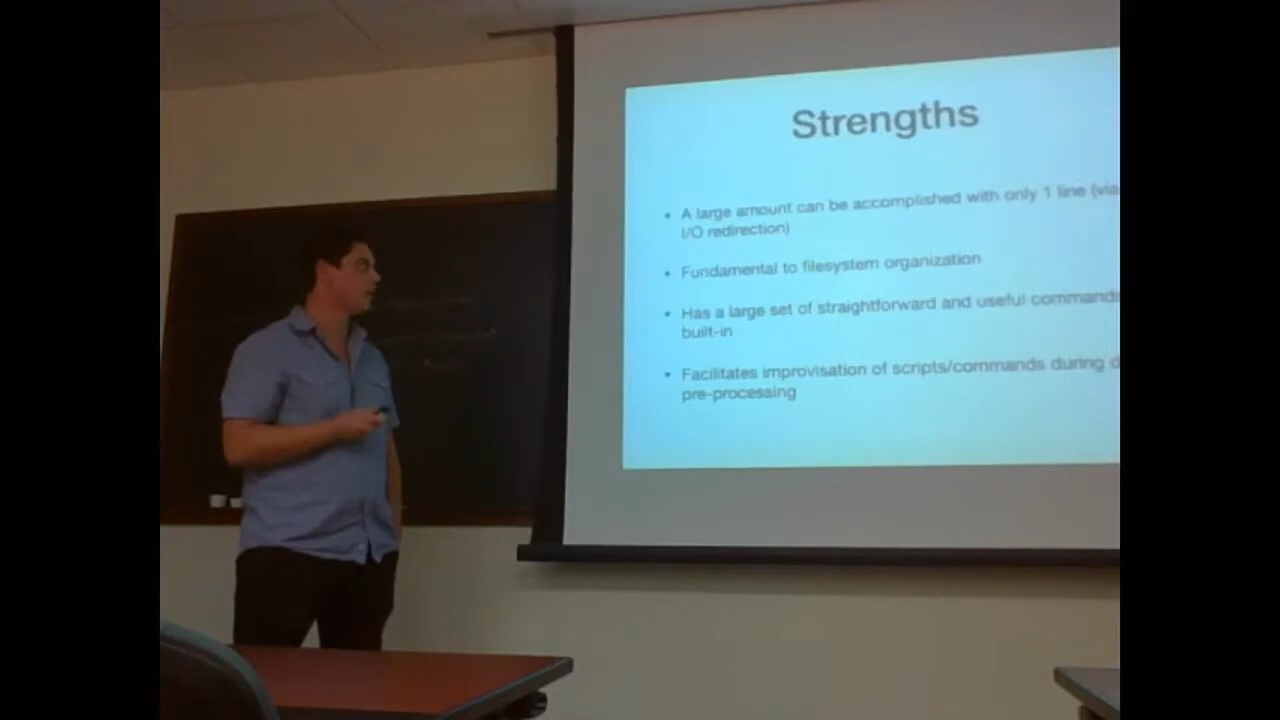 Strengths
• A large amount can be accomplished with only 1 line (via
I/O redirection)
• Fundamental to filesystem organization
• Has a large set of straightforward and useful commands
built-in
• Facilitates improvisation of scripts/commands during
pre-processing